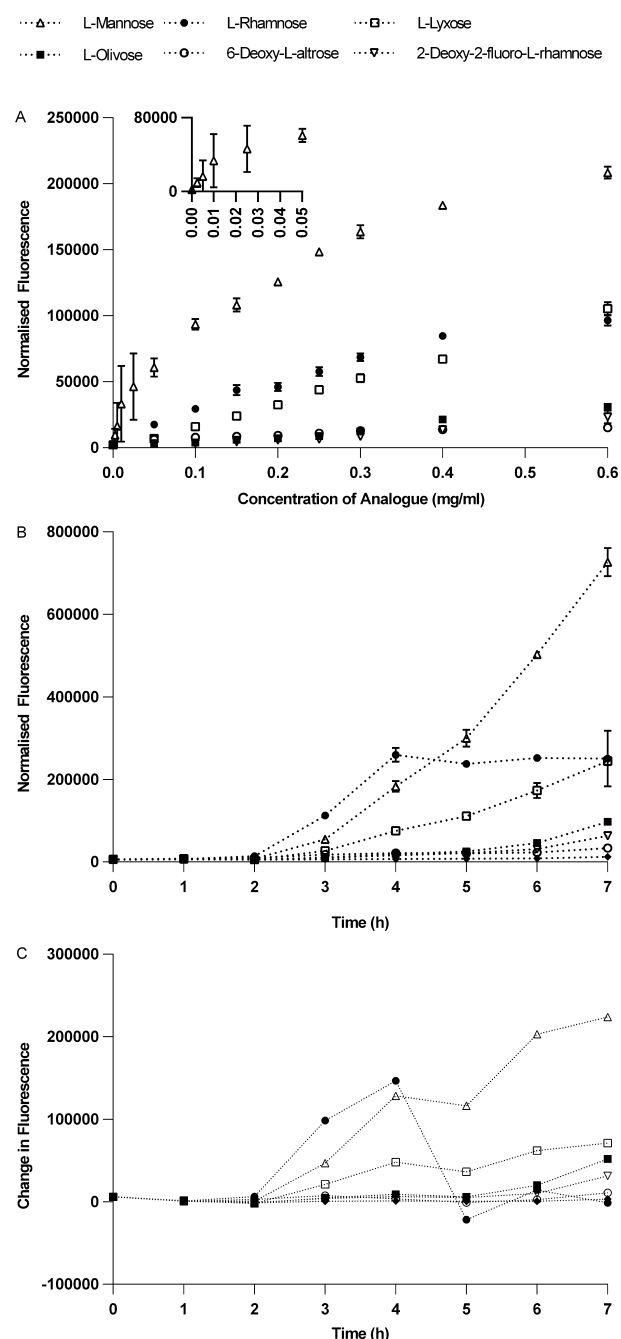 L-Mannose L-Rhamnose L-Lyxose
L-Olivose 6-Deoxy-L-altrose 2-Deoxy-2-fluoro-L-rhamnose
A
250000
200000
150000
100000
50000
0
Normalised Fluorescence
80000
0
0.00 0.01 0.02 0.03 0.04 0.05
0.0 0.1 0.2 0.3 0.4 0.5 0.6
Concentration of Analogue (mg/ml)
B
800000
600000
400000
200000
0
Normalised Fluorescence
0 1 2 3 4 5 6 7
Time (h)
C
300000
200000
100000
0
-100000
Change in Fluorescence
0 1 2 3 4 5 6 7
Time (h)